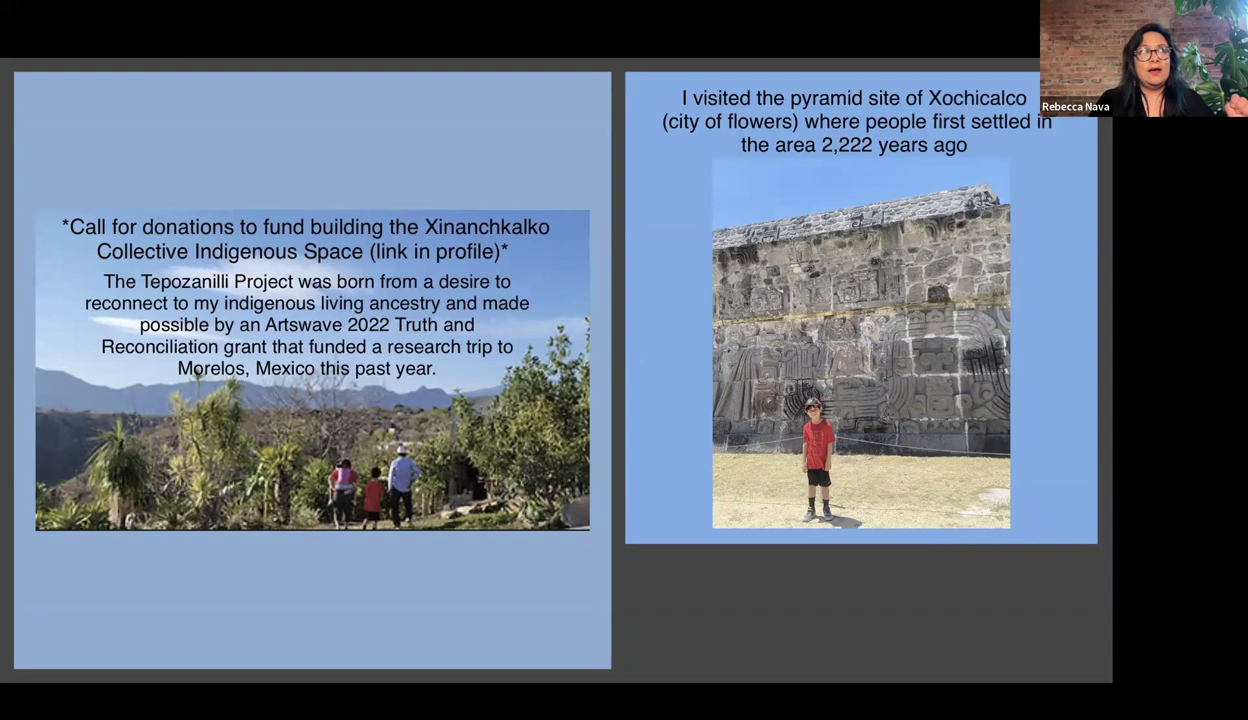 *Call for donations to fund building the Xinanchkalko
Collective Indigenous Space (link in profile)*
The Tepozanilli Project was born from a desire to
reconnect to my indigenous living ancestry and made
possible by an Artswave 2022 Truth and
Reconciliation grant that funded a research trip to
Morelos, Mexico this past year.
I visited the pyramid site of Xochicalco
(city of flowers) where people first settled in
the area 2,222 years ago
Rebecca Nava